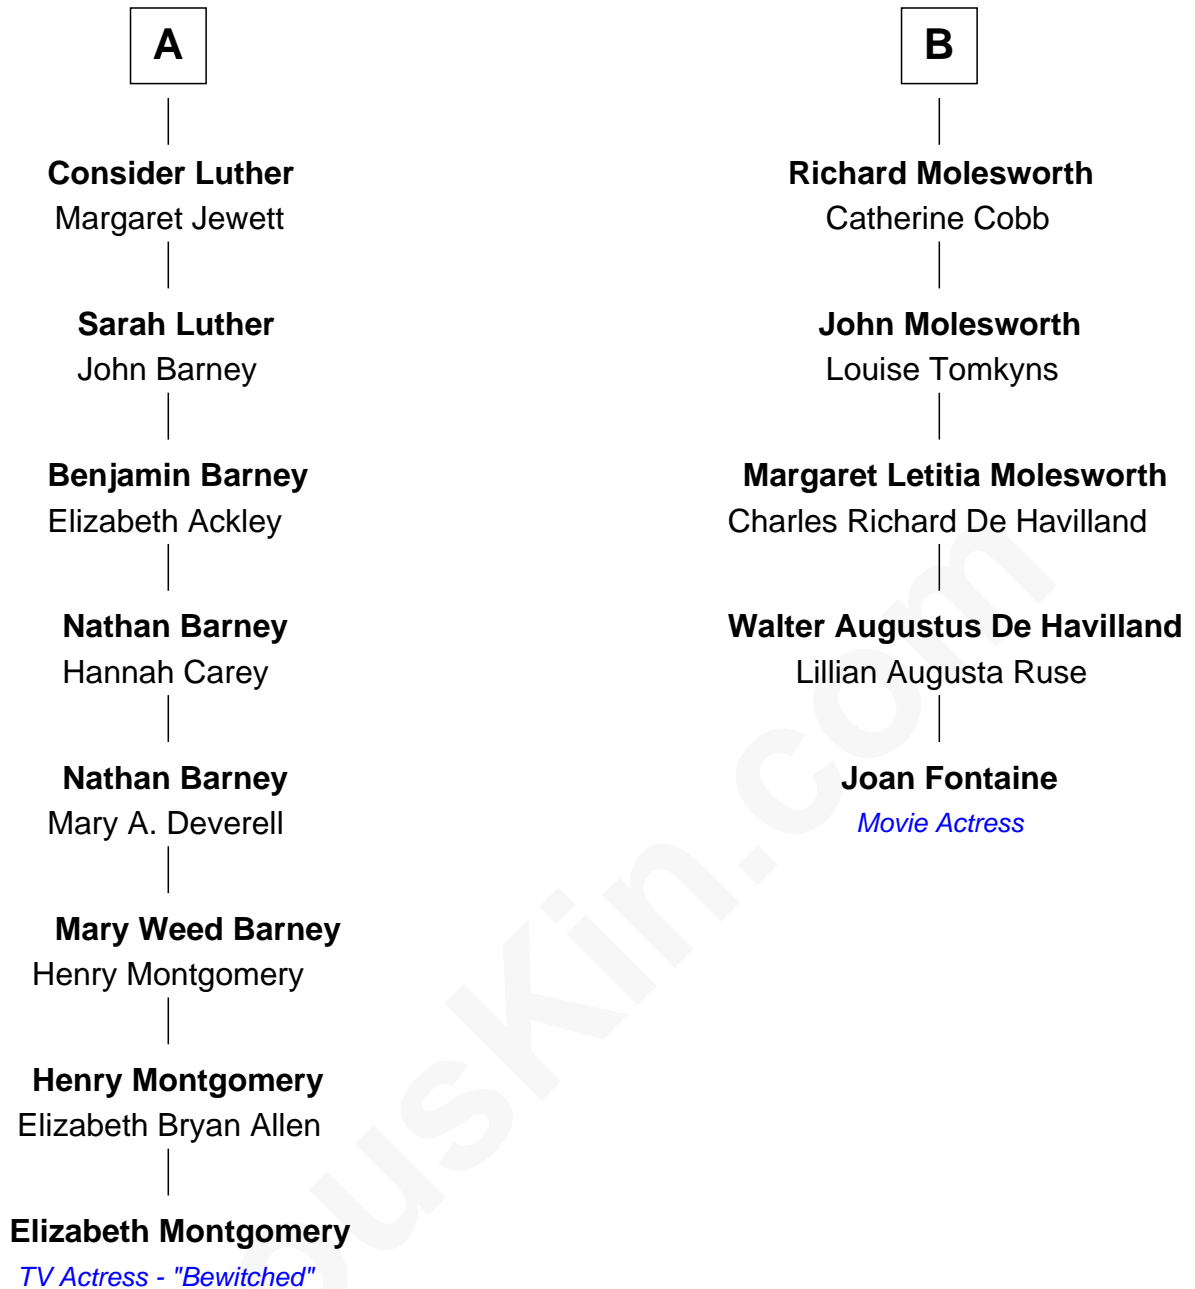 A
Consider Luther
Margaret Jewett
Sarah Luther
John Barney
Benjamin Barney
Elizabeth Ackley
Nathan Barney
Hannah Carey
Nathan Barney
Mary A. Deverell
Mary Weed Barney
Henry Montgomery
Henry Montgomery
Elizabeth Bryan Allen
Elizabeth Montgomery
TV Actress - "Bewitched"
B
Richard Molesworth
Catherine Cobb
John Molesworth
Louise Tomkyns
Margaret Letitia Molesworth
Charles Richard De Havilland
Walter Augustus De Havilland
Lillian Augusta Ruse
Joan Fontaine
Movie Actress
ousKin.com